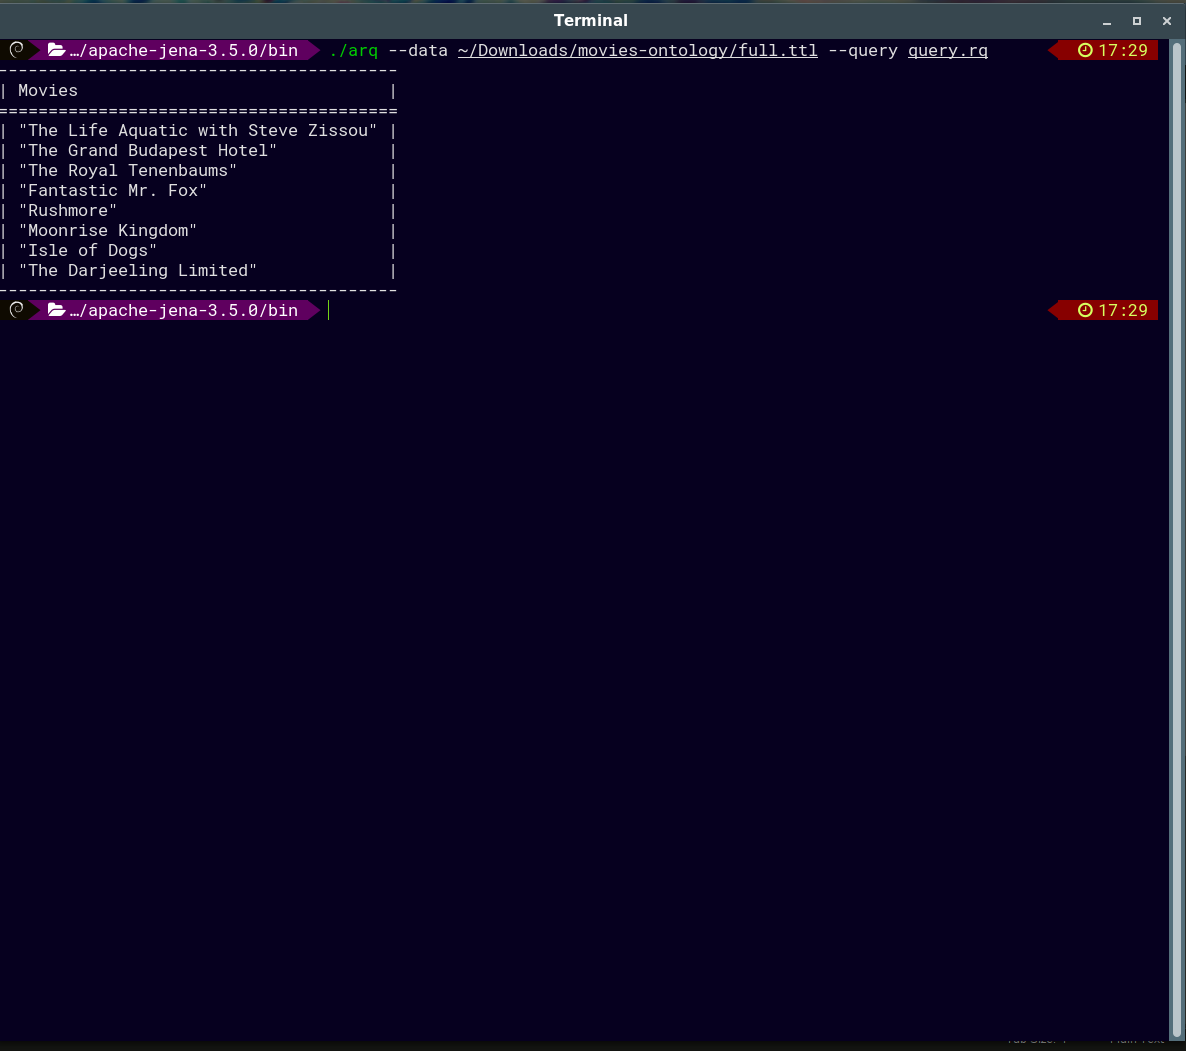 Terminal
…/apache-jena-3.5.0/bin ./arq --data ~/Downloads/movies-ontology/full.ttl --query query.rq 17:29
----------------------------------------
| Movies                               |
========================================
| "The Life Aquatic with Steve Zissou" |
| "The Grand Budapest Hotel"           |
| "The Royal Tenenbaums"               |
| "Fantastic Mr. Fox"                  |
| "Rushmore"                           |
| "Moonrise Kingdom"                   |
| "Isle of Dogs"                       |
| "The Darjeeling Limited"             |
----------------------------------------
…/apache-jena-3.5.0/bin 17:29